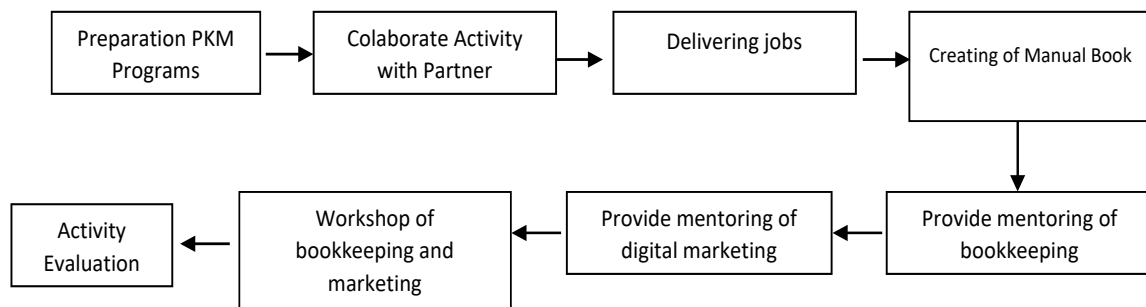 Preparation PKM
Programs
Colaborate Activity
with Partner
Delivering jobs
Creating of Manual Book
Provide mentoring of
bookkeeping
Provide mentoring of
digital marketing
Workshop of
bookkeeping and
marketing
Activity
Evaluation